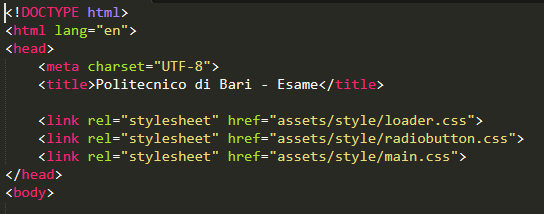 <!DOCTYPE html>
<html lang="en">
<head>
    <meta charset="UTF-8">
    <title>Politecnico di Bari - Esame</title>

    <link rel="stylesheet" href="assets/style/loader.css">
    <link rel="stylesheet" href="assets/style/radiobutton.css">
    <link rel="stylesheet" href="assets/style/main.css">
</head>
<body>